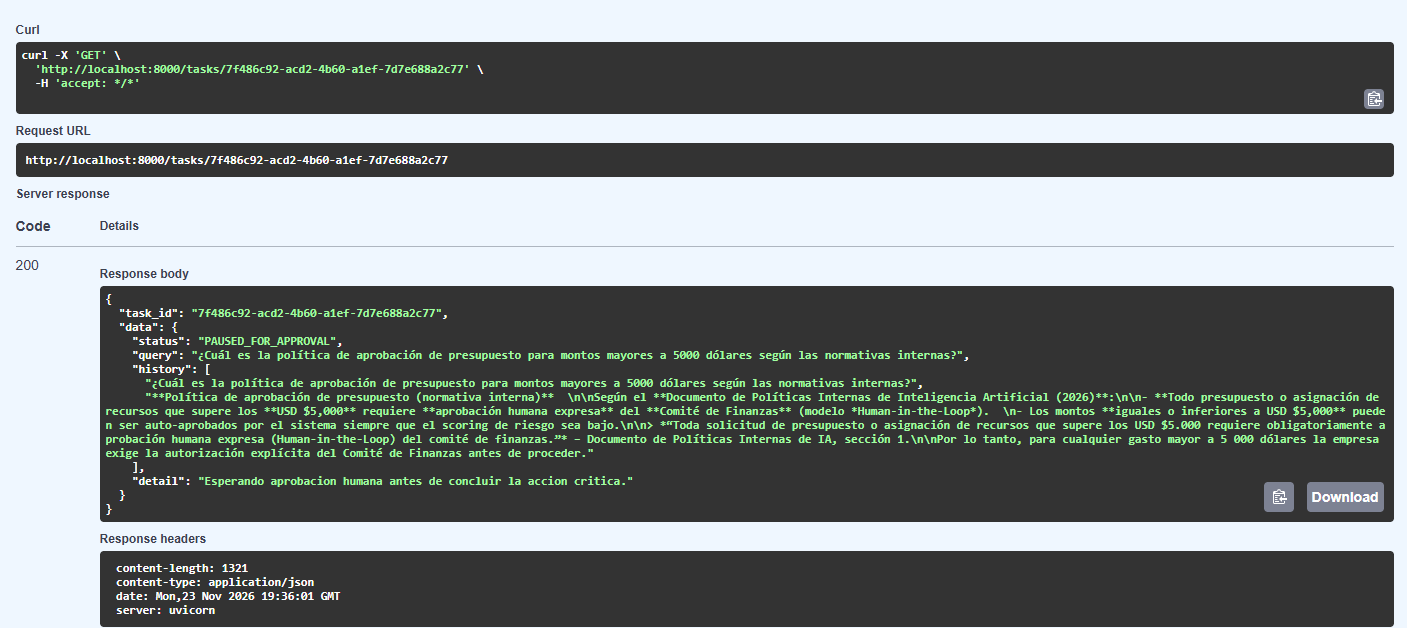 Curl
curl -X 'GET' \
  'http://localhost:8000/tasks/7f486c92-acd2-4b60-a1ef-7d7e688a2c77' \
  -H 'accept: */*'
Request URL
http://localhost:8000/tasks/7f486c92-acd2-4b60-a1ef-7d7e688a2c77
Server response
Code Details
200
Response body
{
  "task_id": "7f486c92-acd2-4b60-a1ef-7d7e688a2c77",
  "data": {
    "status": "PAUSED_FOR_APPROVAL",
    "query": "¿Cuál es la política de aprobación de presupuesto para montos mayores a 5000 dólares según las normativas internas?",
    "history": [
      "¿Cuál es la política de aprobación de presupuesto para montos mayores a 5000 dólares según las normativas internas?",
      "**Política de aprobación de presupuesto (normativa interna)**  \n\nSegún el **Documento de Políticas Internas de Inteligencia Artificial (2026)**:\n\n- **Todo presupuesto o asignación de
recursos que supere los **USD $5,000** requiere **aprobación humana expresa** del **Comité de Finanzas** (modelo *Human-in-the-Loop*).  \n- Los montos **iguales o inferiores a USD $5,000** puede
n ser auto-aprobados por el sistema siempre que el scoring de riesgo sea bajo.\n\n> *“Toda solicitud de presupuesto o asignación de recursos que supere los USD $5.000 requiere obligatoriamente a
probación humana expresa (Human-in-the-Loop) del comité de finanzas.”* – Documento de Políticas Internas de IA, sección 1.\n\nPor lo tanto, para cualquier gasto mayor a 5 000 dólares la empresa
exige la autorización explícita del Comité de Finanzas antes de proceder."
    ],
    "detail": "Esperando aprobacion humana antes de concluir la accion critica."
  }
}
Download
Response headers
content-length: 1321
content-type: application/json
date: Mon,23 Nov 2026 19:36:01 GMT
server: uvicorn